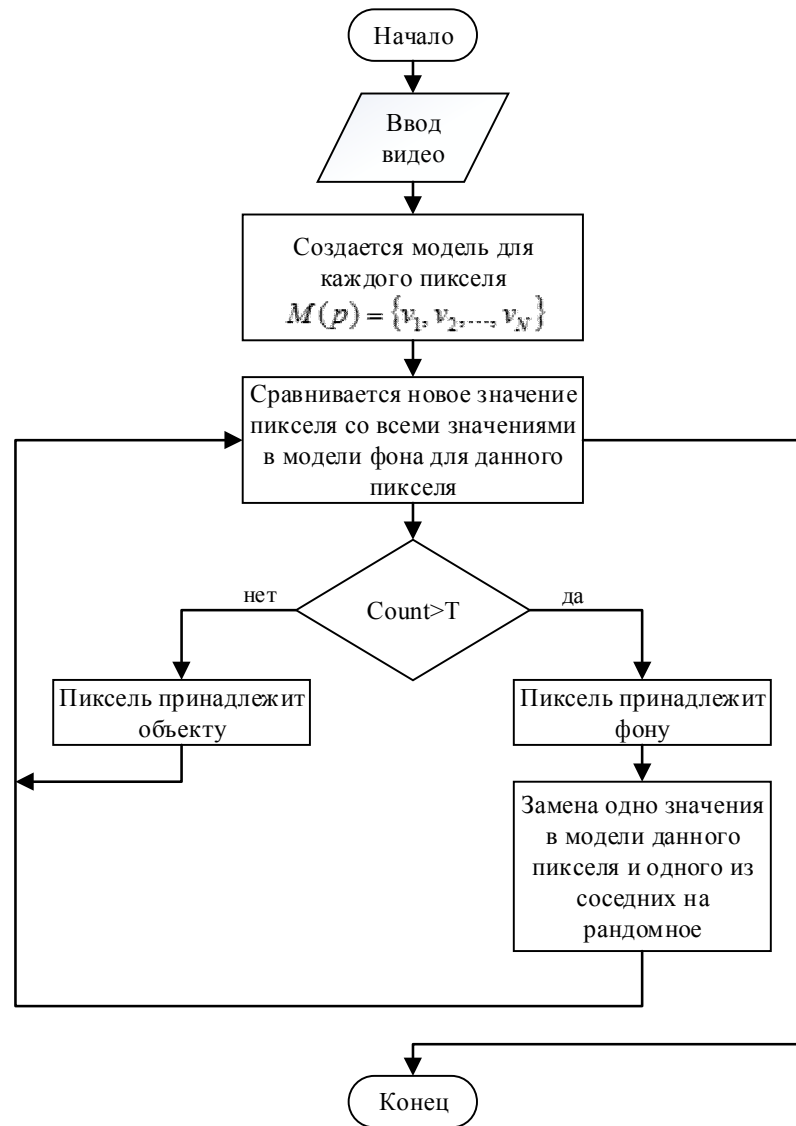 Начало
Ввод
видео
Создается модель для
каждого пикселя
M(p) = {v₁, v₂,..., v_N}
Сравнивается новое значение
пикселя со всеми значениями
в модели фона для данного
пикселя
нет
Count>T
да
Пиксель принадлежит
объекту
Пиксель принадлежит
фону
Замена одно значения
в модели данного
пикселя и одного из
соседних на
рандомное
Конец